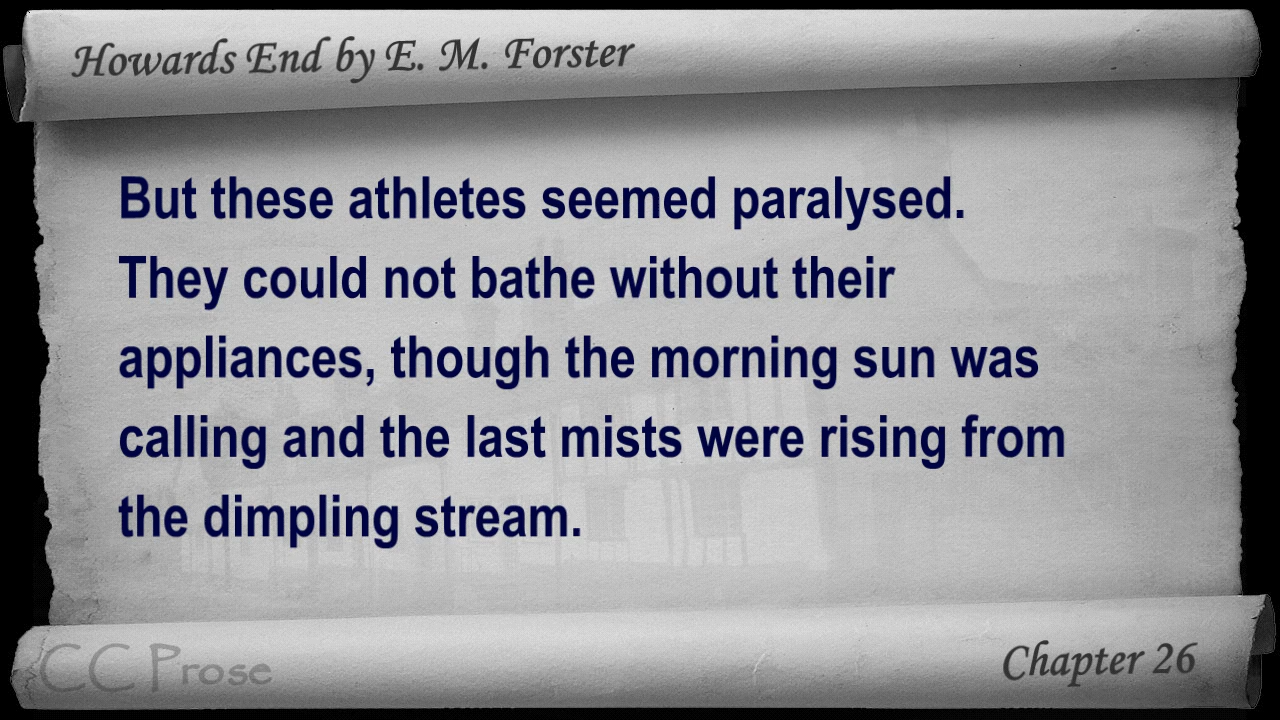 Howards End by E. M. Forster
But these athletes seemed paralysed.
They could not bathe without their
appliances, though the morning sun was
calling and the last mists were rising from
the dimpling stream.
CC Prose
Chapter 26